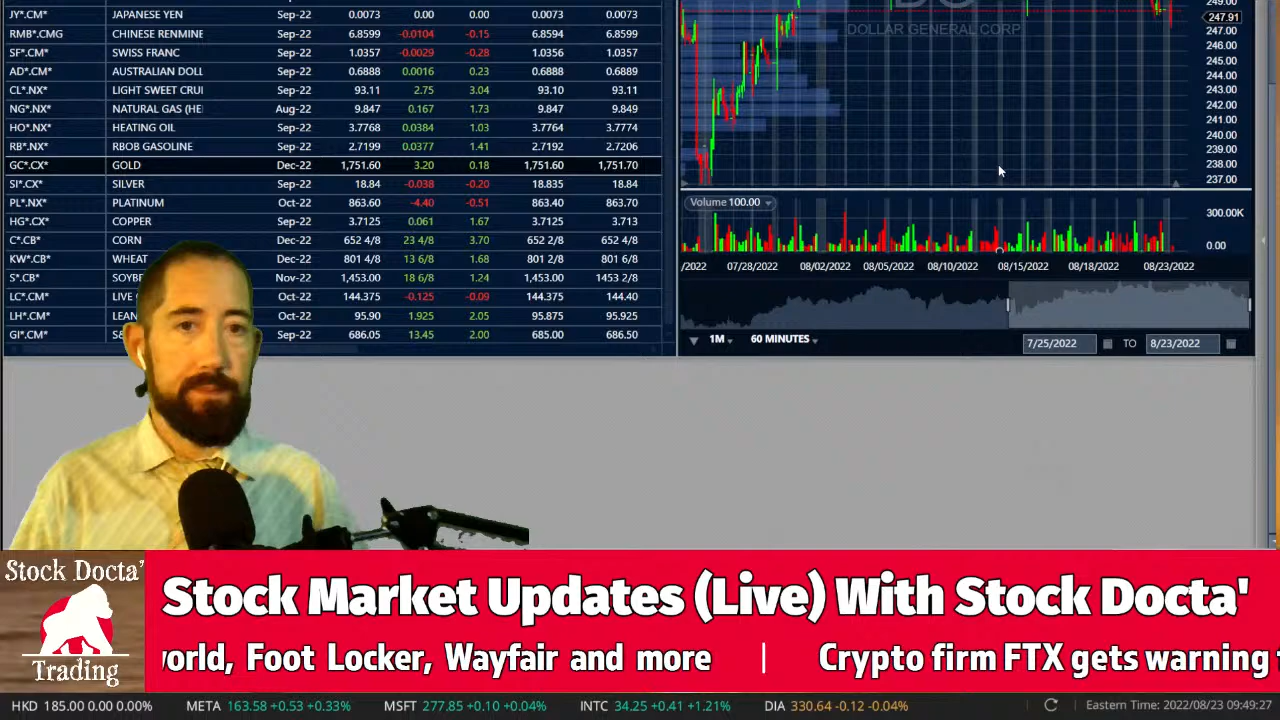 JY*.CM* JAPANESE YEN Sep-22 0.0073 0.00 0.00 0.0073 0.0073
RMB*.CMG CHINESE RENMINE Sep-22 6.8599 -0.0104 -0.15 6.8594 6.8599
SF*.CM* SWISS FRANC Sep-22 1.0357 -0.0029 -0.28 1.0356 1.0357
AD*.CM* AUSTRALIAN DOLL Sep-22 0.6888 0.0016 0.23 0.6888 0.6889
CL*.NX* LIGHT SWEET CRUI Sep-22 93.11 2.75 3.04 93.10 93.11
NG*.NX* NATURAL GAS (HE Aug-22 9.847 0.167 1.73 9.847 9.849
HO*.NX* HEATING OIL Sep-22 3.7768 0.0384 1.03 3.7764 3.7774
RB*.NX* RBOB GASOLINE Sep-22 2.7199 0.0377 1.41 2.7192 2.7206
GC*.CX* GOLD Dec-22 1,751.60 3.20 0.18 1,751.60 1,751.70
SI*.CX* SILVER Sep-22 18.84 -0.038 -0.20 18.835 18.84
PL*.NX* PLATINUM Oct-22 863.60 -4.40 -0.51 863.40 863.70
HG*.CX* COPPER Sep-22 3.7125 0.061 1.67 3.7125 3.713
C*.CB* CORN Dec-22 652 4/8 23 4/8 3.70 652 2/8 652 4/8
KW*.CB* WHEAT Dec-22 801 4/8 13 6/8 1.68 801 2/8 801 6/8
S*.CB* SOYBE Nov-22 1,453.00 18 6/8 1.24 1,453.00 1453 2/8
LC*.CM* LIVE Oct-22 144.375 -0.125 -0.09 144.375 144.40
LH*.CM* LEAN Oct-22 95.90 1.925 2.05 95.875 95.925
GI*.CM* S& Sep-22 686.05 13.45 2.00 685.00 686.50
DOLLAR GENERAL CORP
249.00
247.91
247.00
246.00
245.00
244.00
243.00
242.00
241.00
240.00
239.00
238.00
237.00
Volume 100.00
300.00K
0.00
/2022 07/28/2022 08/02/2022 08/05/2022 08/10/2022 08/15/2022 08/18/2022 08/23/2022
1M 60 MINUTES 7/25/2022 TO 8/23/2022
Stock Docta'
Trading
Stock Market Updates (Live) With Stock Docta'
orld, Foot Locker, Wayfair and more | Crypto firm FTX gets warning
HKD 185.00 0.00 0.00% META 163.58 +0.53 +0.33% MSFT 277.85 +0.10 +0.04% INTC 34.25 +0.41 +1.21% DIA 330.64 -0.12 -0.04% Eastern Time: 2022/08/23 09:49:27